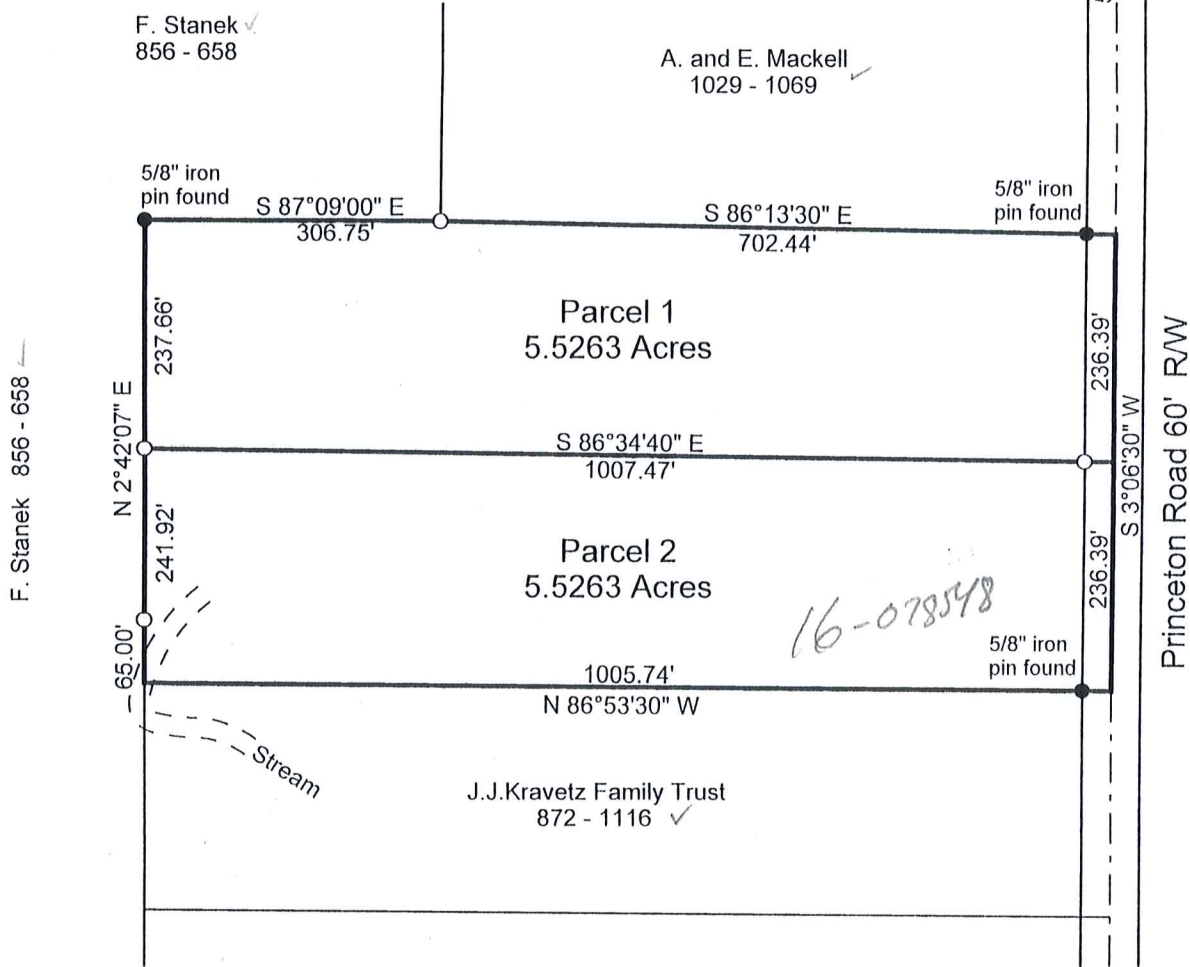 F. Stanek ✓
856 - 658
A. and E. Mackell ✓
1029 - 1069
5/8" iron
pin found
S 87°09'00" E
306.75'
S 86°13'30" E
702.44'
5/8" iron
pin found
237.66'
Parcel 1
5.5263 Acres
236.39'
F. Stanek 856 - 658
N 2°42'07" E
S 86°34'40" E
1007.47'
S 3°06'30" W
Princeton Road 60' R/W
241.92'
Parcel 2
5.5263 Acres
236.39'
16-078548
5/8" iron
pin found
65.00'
1005.74'
N 86°53'30" W
Stream
J.J.Kravetz Family Trust
872 - 1116 ✓